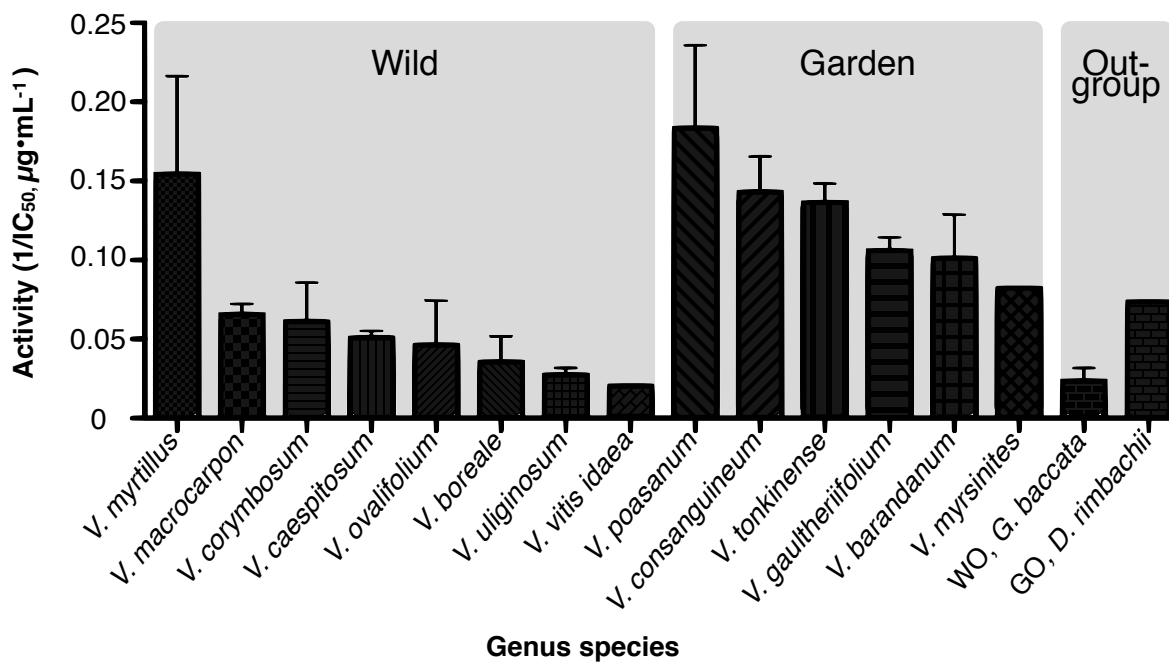 Activity (1/IC₅₀, µg•mL⁻¹)
0.25
0.20
0.15
0.10
0.05
0
Wild
Garden
Out-
group
V. myrtillus
V. macrocarpon
V. corymbosum
V. caespitosum
V. ovalifolium
V. boreale
V. uliginosum
V. vitis idaea
V. poasanum
V. consanguineum
V. tonkinense
V. gaultheriifolium
V. barandanum
V. myrsinites
WO, G. baccata
GO, D. rimbachii
Genus species